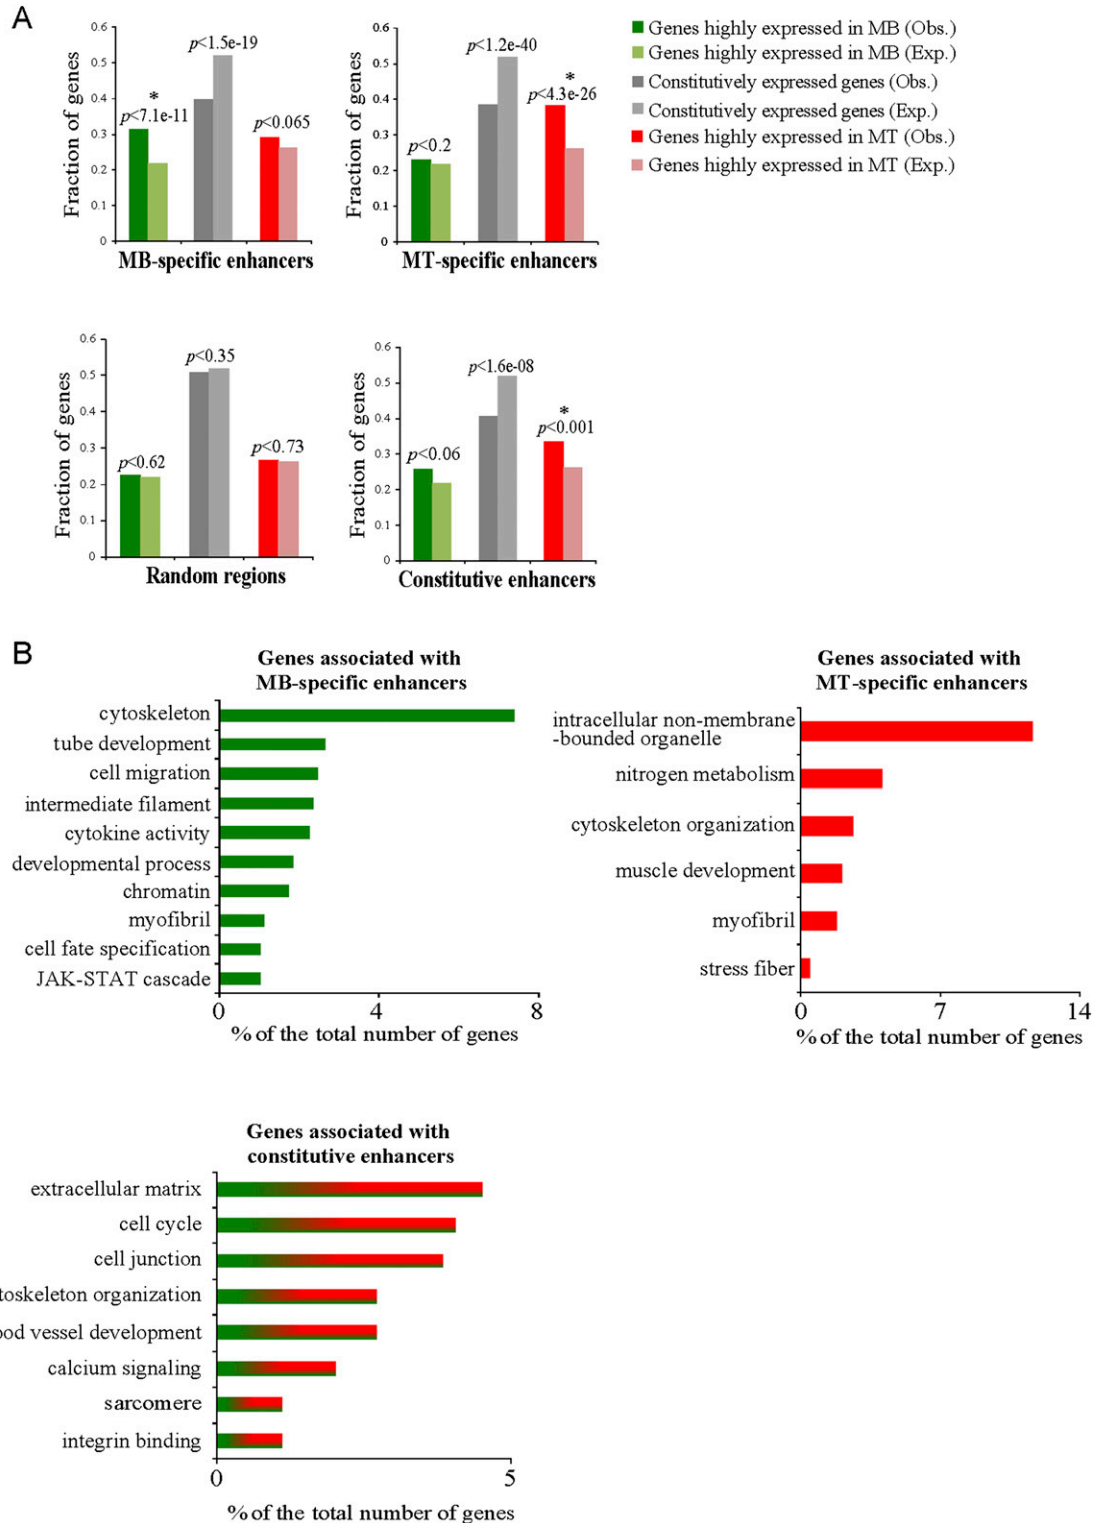 A
Fraction of genes
0.6
0.5
0.4
0.3
0.2
0.1
0
*
p<7.1e-11
p<1.5e-19
p<0.065
MB-specific enhancers
Fraction of genes
0.6
0.5
0.4
0.3
0.2
0.1
0
p<0.2
p<1.2e-40
*
p<4.3e-26
MT-specific enhancers
Genes highly expressed in MB (Obs.)
Genes highly expressed in MB (Exp.)
Constitutively expressed genes (Obs.)
Constitutively expressed genes (Exp.)
Genes highly expressed in MT (Obs.)
Genes highly expressed in MT (Exp.)
Fraction of genes
0.6
0.5
0.4
0.3
0.2
0.1
0
p<0.62
p<0.35
p<0.73
Random regions
Fraction of genes
0.6
0.5
0.4
0.3
0.2
0.1
0
p<0.06
p<1.6e-08
*
p<0.001
Constitutive enhancers
B
Genes associated with
MB-specific enhancers
cytoskeleton
tube development
cell migration
intermediate filament
cytokine activity
developmental process
chromatin
myofibril
cell fate specification
JAK-STAT cascade
0 4 8
% of the total number of genes
Genes associated with
MT-specific enhancers
intracellular non-membrane
-bounded organelle
nitrogen metabolism
cytoskeleton organization
muscle development
myofibril
stress fiber
0 7 14
% of the total number of genes
Genes associated with
constitutive enhancers
extracellular matrix
cell cycle
cell junction
toskeleton organization
ood vessel development
calcium signaling
sarcomere
integrin binding
0 5
% of the total number of genes